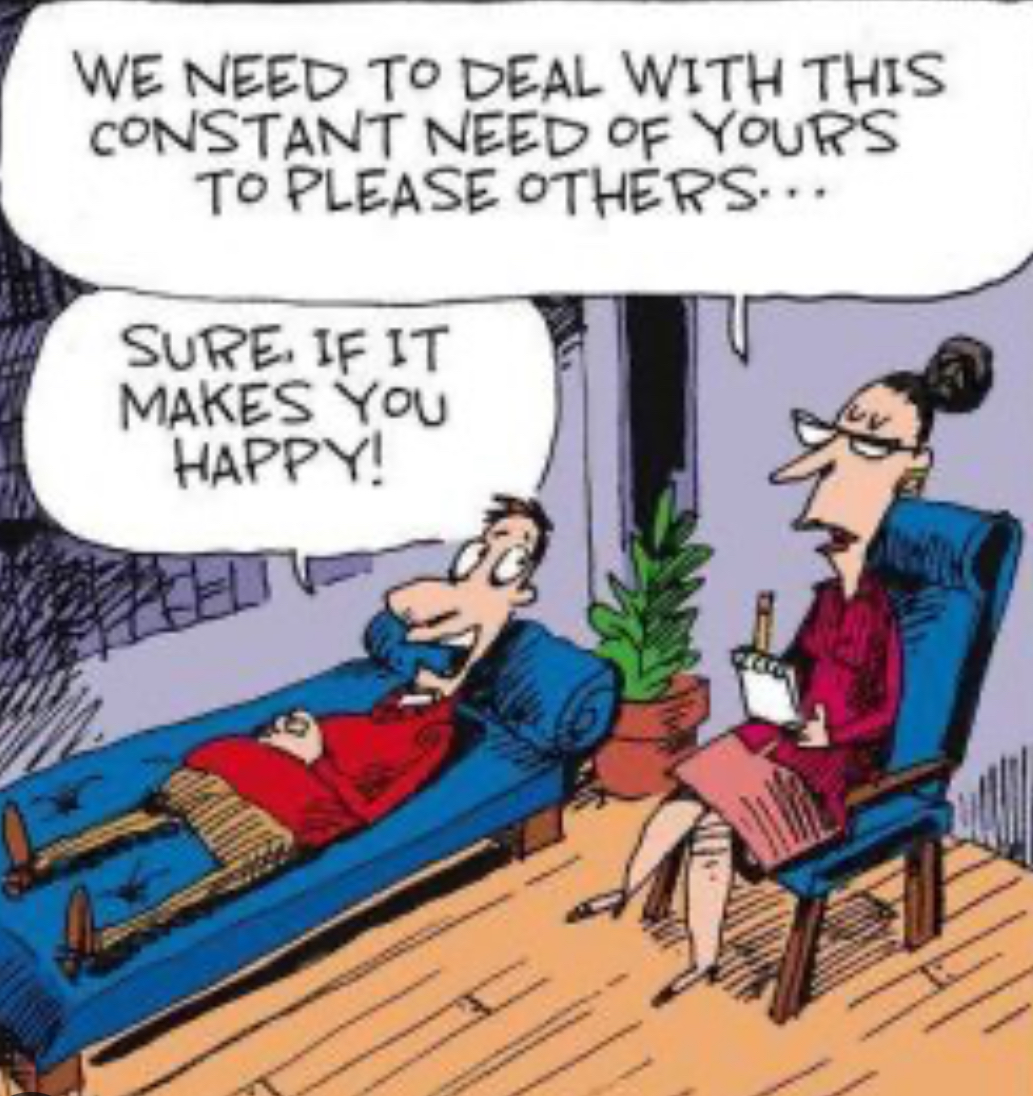 WE NEED TO DEAL WITH THIS
CONSTANT NEED OF YOURS
TO PLEASE OTHERS...
SURE, IF IT
MAKES YOU
HAPPY!